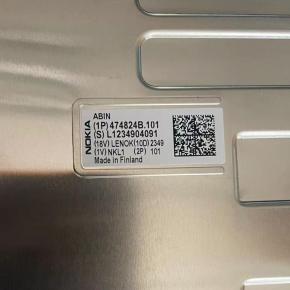 NOKIA
ABIN
(1P) 474824B.101
(S) L1234904091
(18V) LENOK (10D) 2349
(1V) NKL1 (2P) 101
Made in Finland